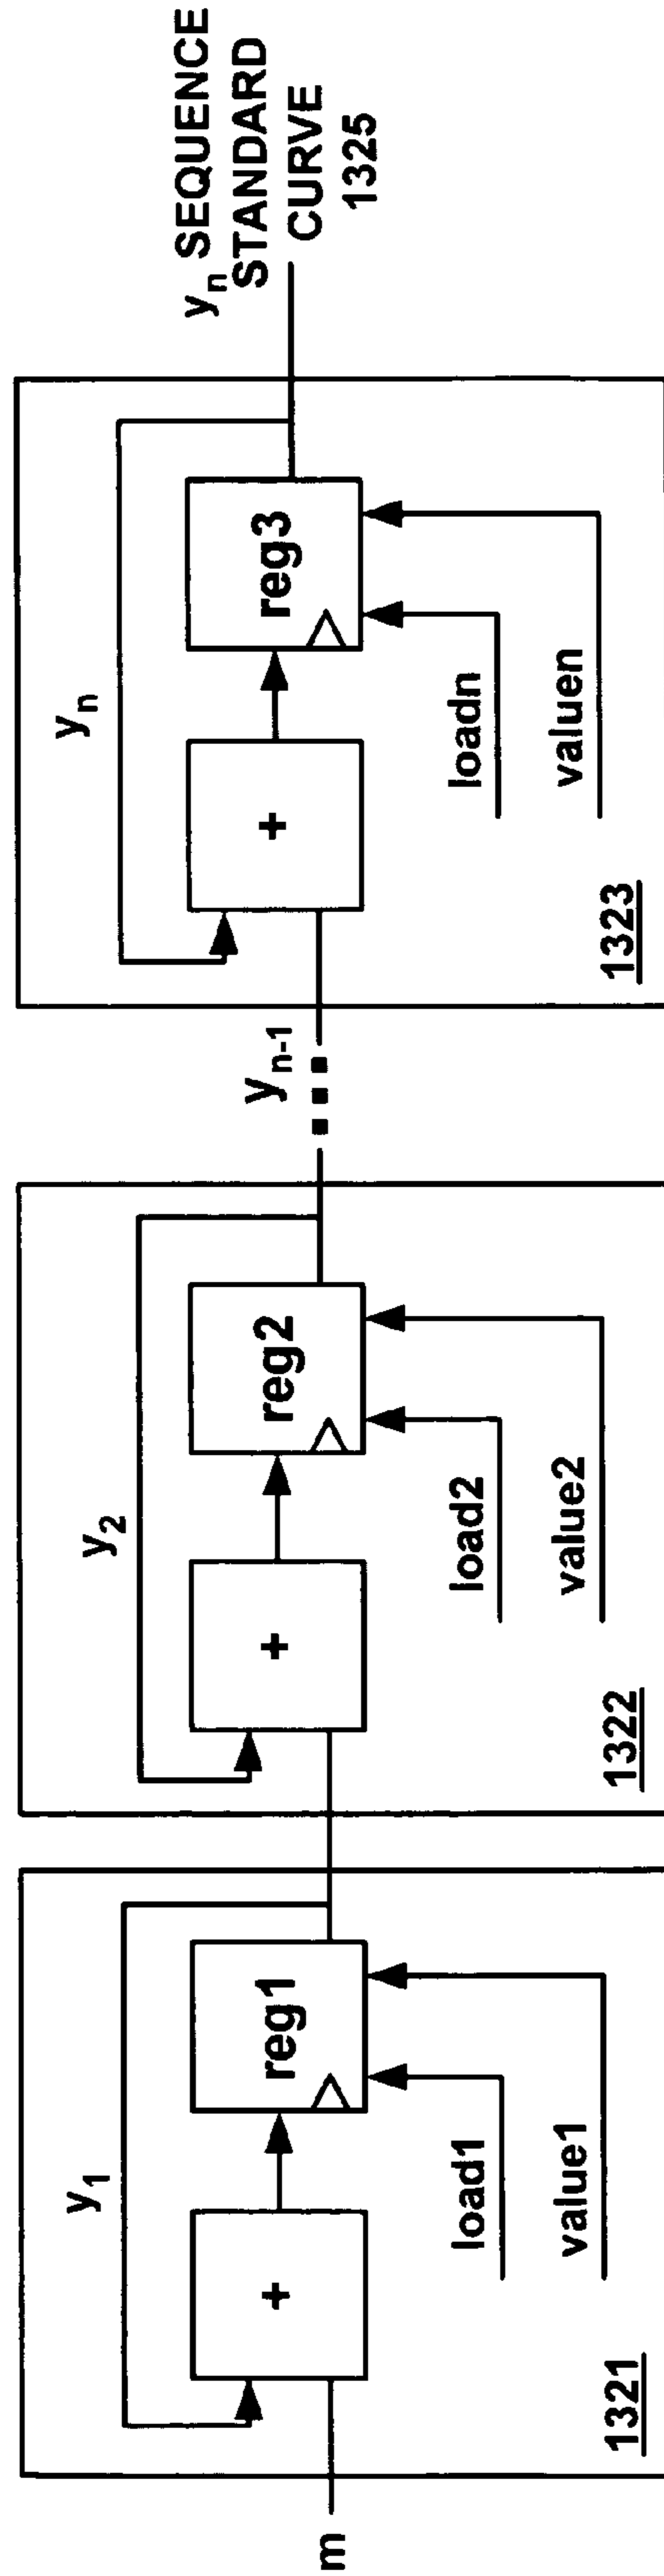 m
y₁
+
reg1
load1
value1
1321
y₂
+
reg2
load2
value2
1322
yₙ₋₁
yₙ
+
reg3
loadn
valuen
1323
yₙ SEQUENCE
STANDARD
CURVE
1325